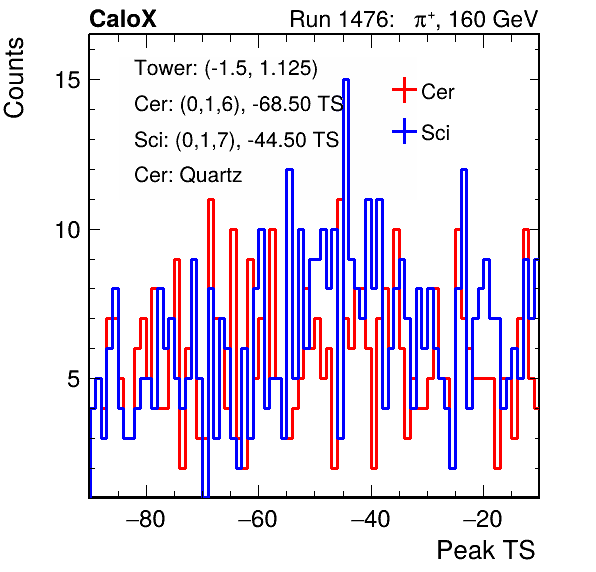 CaloX Run 1476: π⁺, 160 GeV
Counts
Tower: (-1.5, 1.125)
Cer: (0,1,6), -68.50 TS
Sci: (0,1,7), -44.50 TS
Cer: Quartz
Cer
Sci
15
10
5
−80 −60 −40 −20
Peak TS